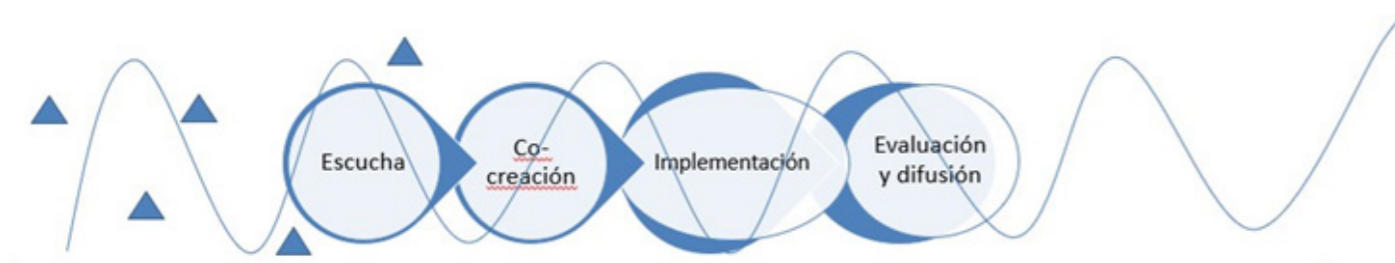 Escucha
Co-
creación
Implementación
Evaluación
y difusión